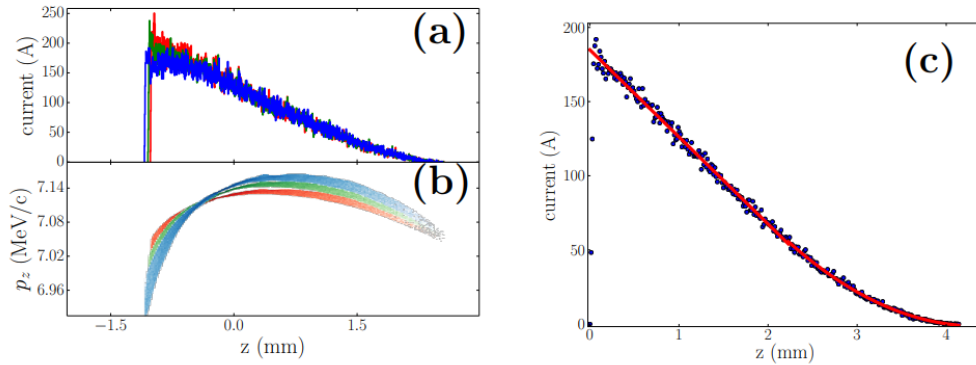 (a)
current (A)
250
200
150
100
50
0
(b)
p_z (MeV/c)
7.14
7.08
7.02
6.96
−1.5 0.0 1.5
z (mm)
(c)
current (A)
200
150
100
50
0
0 1 2 3 4
z (mm)